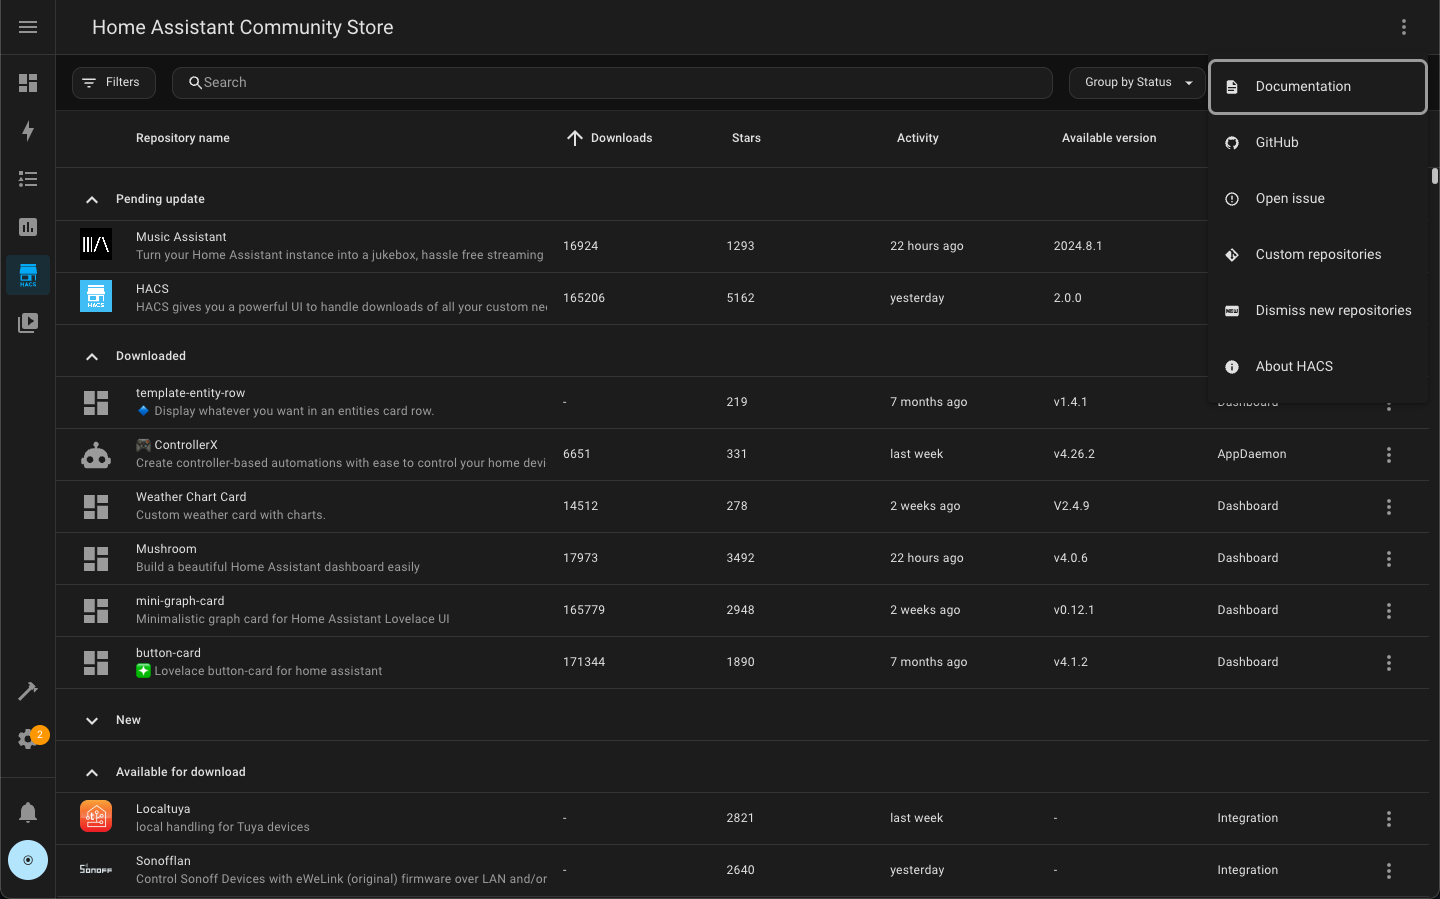 Home Assistant Community Store
Filters
Search
Group by Status
Documentation
GitHub
Open issue
Custom repositories
Dismiss new repositories
About HACS
Repository name
Downloads
Stars
Activity
Available version
Pending update
Music Assistant
Turn your Home Assistant instance into a jukebox, hassle free streaming
16924
1293
22 hours ago
2024.8.1
HACS
HACS
HACS
HACS gives you a powerful UI to handle downloads of all your custom nee
165206
5162
yesterday
2.0.0
Downloaded
template-entity-row
Display whatever you want in an entities card row.
-
219
7 months ago
v1.4.1
Dashboard
ControllerX
Create controller-based automations with ease to control your home devi
6651
331
last week
v4.26.2
AppDaemon
Weather Chart Card
Custom weather card with charts.
14512
278
2 weeks ago
V2.4.9
Dashboard
Mushroom
Build a beautiful Home Assistant dashboard easily
17973
3492
22 hours ago
v4.0.6
Dashboard
mini-graph-card
Minimalistic graph card for Home Assistant Lovelace UI
165779
2948
2 weeks ago
v0.12.1
Dashboard
button-card
Lovelace button-card for home assistant
171344
1890
7 months ago
v4.1.2
Dashboard
New
2
Available for download
Localtuya
local handling for Tuya devices
-
2821
last week
-
Integration
SONOFF
Sonofflan
Control Sonoff Devices with eWeLink (original) firmware over LAN and/or
-
2640
yesterday
-
Integration